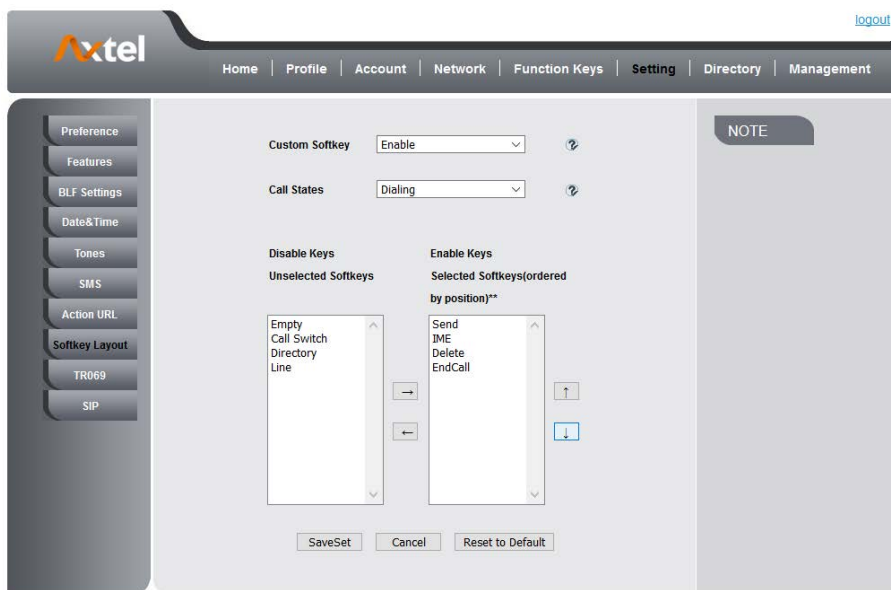 logout
Axtel
Home | Profile | Account | Network | Function Keys | Setting | Directory | Management
Preference
Features
BLF Settings
Date&Time
Tones
SMS
Action URL
Softkey Layout
TR069
SIP
Custom Softkey Enable
Call States Dialing
Disable Keys
Unselected Softkeys
Empty
Call Switch
Directory
Line
→
←
Enable Keys
Selected Softkeys(ordered
by position)**
Send
IME
Delete
EndCall
↑
↓
SaveSet Cancel Reset to Default
NOTE